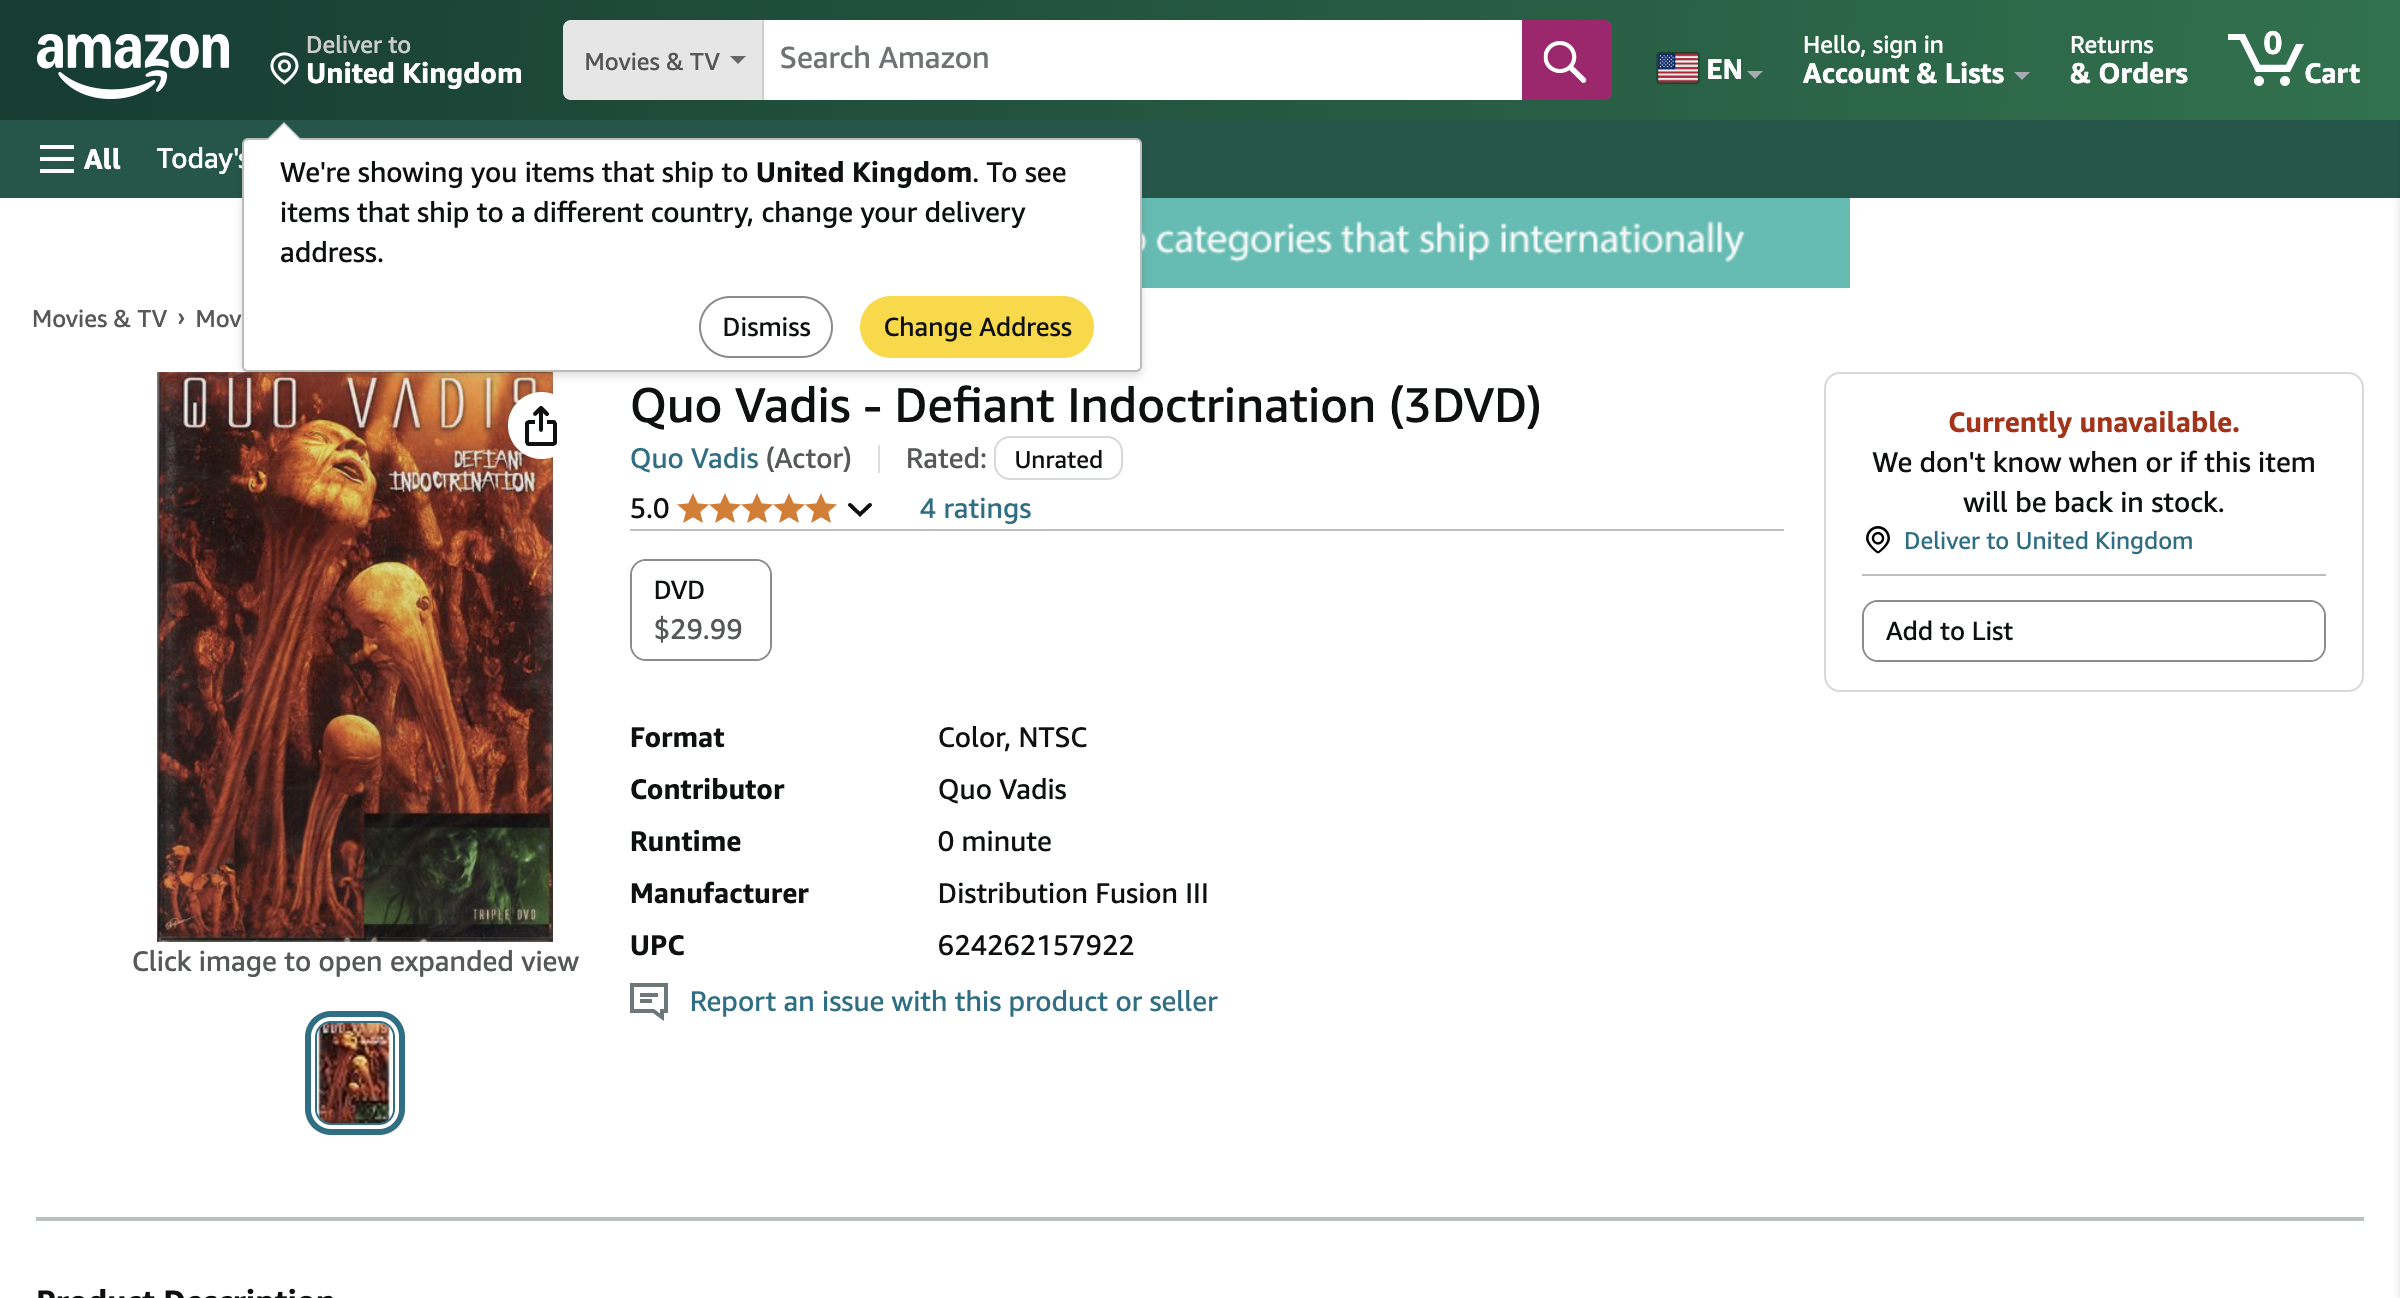 amazon
Deliver to
United Kingdom
Movies & TV
Search Amazon
EN
Hello, sign in
Account & Lists
Returns
& Orders
0
Cart
All
Today's
We're showing you items that ship to United Kingdom. To see
items that ship to a different country, change your delivery
address.
Dismiss
Change Address
categories that ship internationally
Movies & TV › Mov
QUO VADIS
DEFIANT
INDOCTRINATION
TRIPLE DVD
Click image to open expanded view
Quo Vadis - Defiant Indoctrination (3DVD)
Quo Vadis (Actor)
Rated: Unrated
5.0
4 ratings
DVD
$29.99
Format Color, NTSC
Contributor Quo Vadis
Runtime 0 minute
Manufacturer Distribution Fusion III
UPC 624262157922
Report an issue with this product or seller
Currently unavailable.
We don't know when or if this item
will be back in stock.
Deliver to United Kingdom
Add to List
Product Description